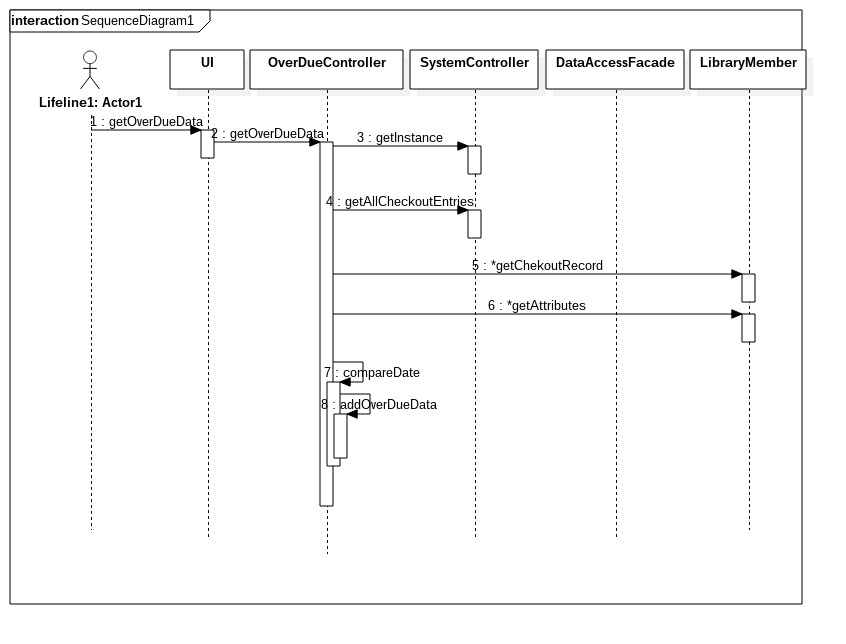 interaction SequenceDiagram1
UI
OverDueController
SystemController
DataAccessFacade
LibraryMember
Lifeline1: Actor1
1 : getOverDueData
2 : getOverDueData
3 : getInstance
4 : getAllCheckoutEntries
5 : *getChekoutRecord
6 : *getAttributes
7 : compareDate
8 : addOverDueData